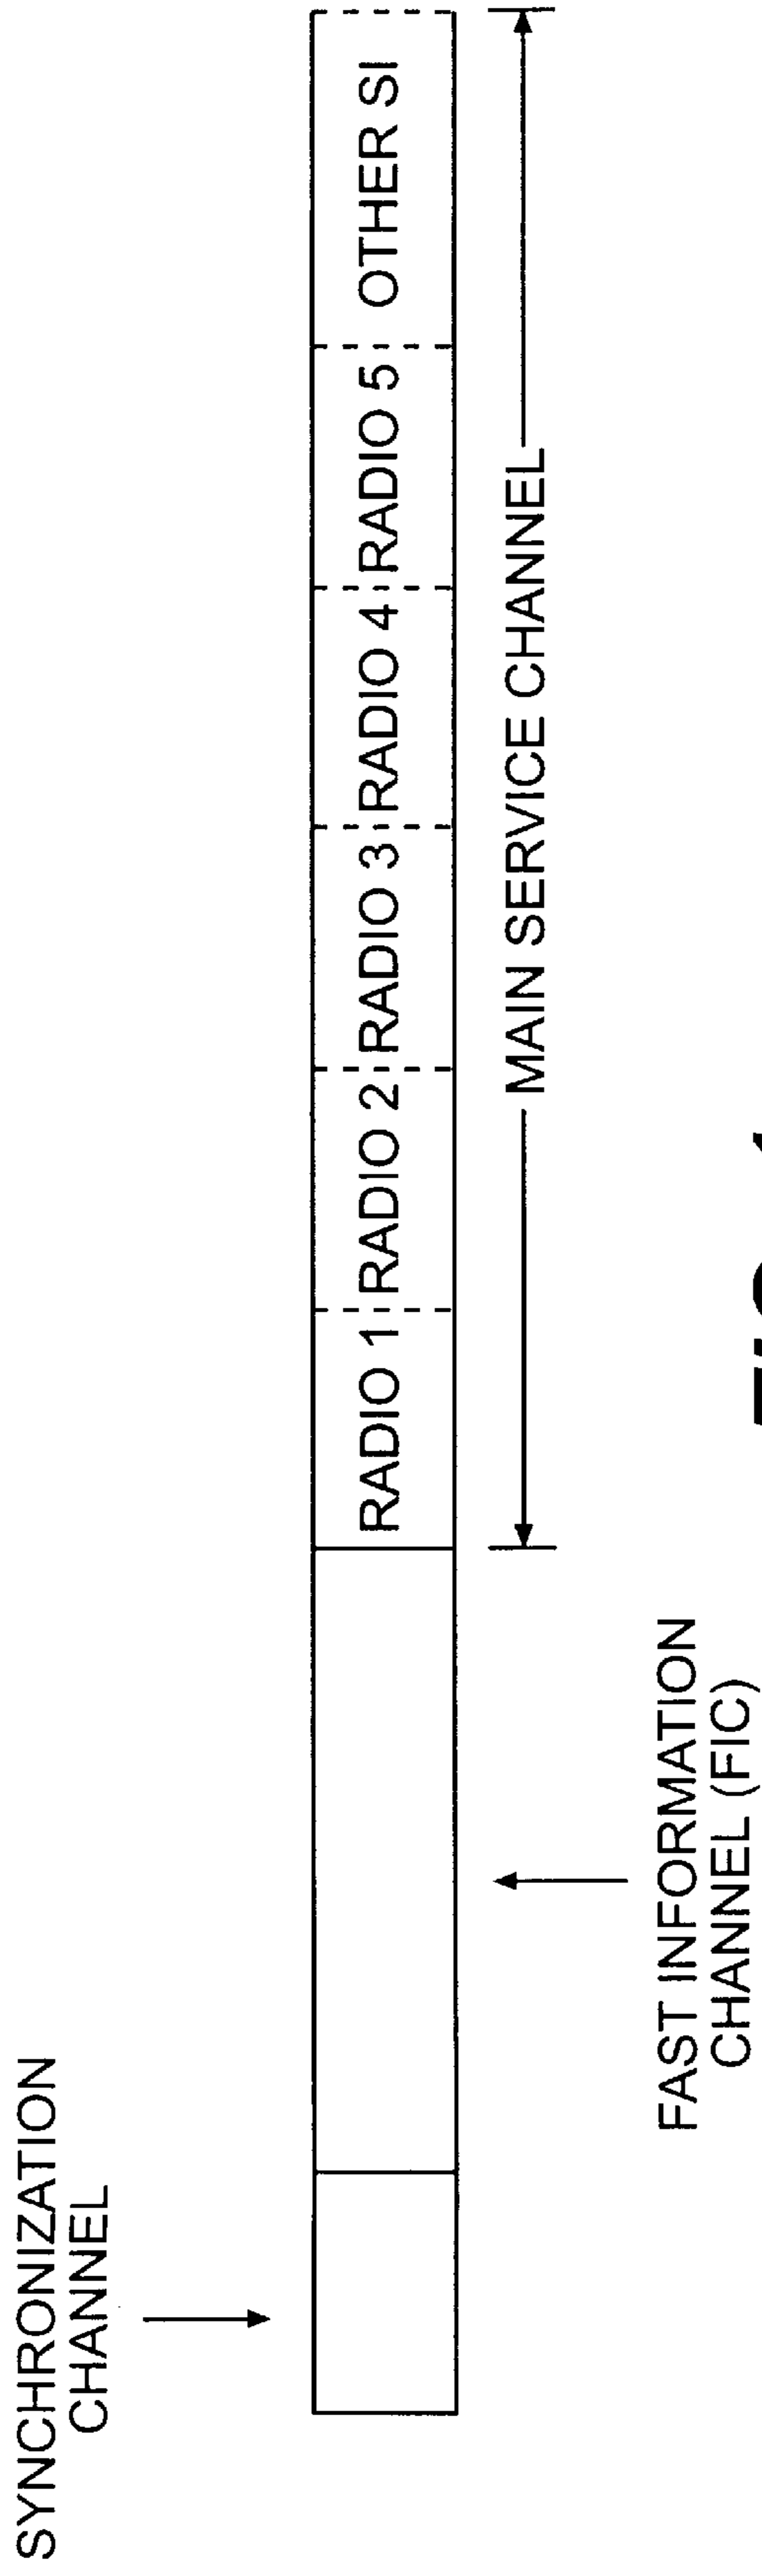 SYNCHRONIZATION
CHANNEL
RADIO 1 RADIO 2 RADIO 3 RADIO 4 RADIO 5 OTHER SI
MAIN SERVICE CHANNEL
FAST INFORMATION
CHANNEL (FIC)